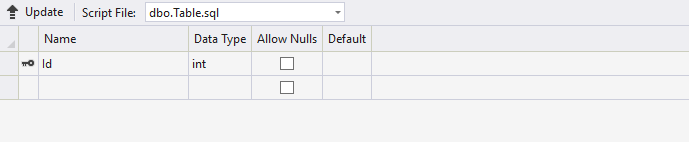 Update Script File: dbo.Table.sql
Name Data Type Allow Nulls Default
Id int